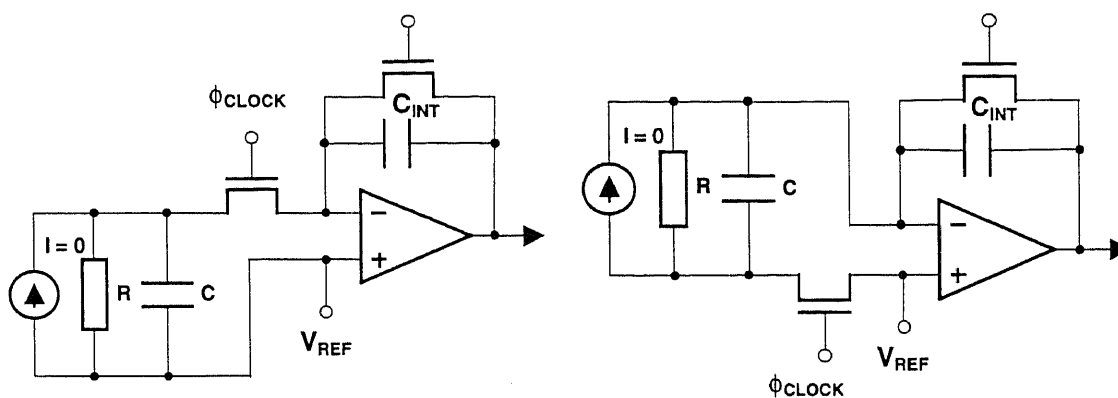 ϕCLOCK
CINT
I = 0
R
C
−
+
VREF
CINT
I = 0
R
C
−
+
VREF
ϕCLOCK